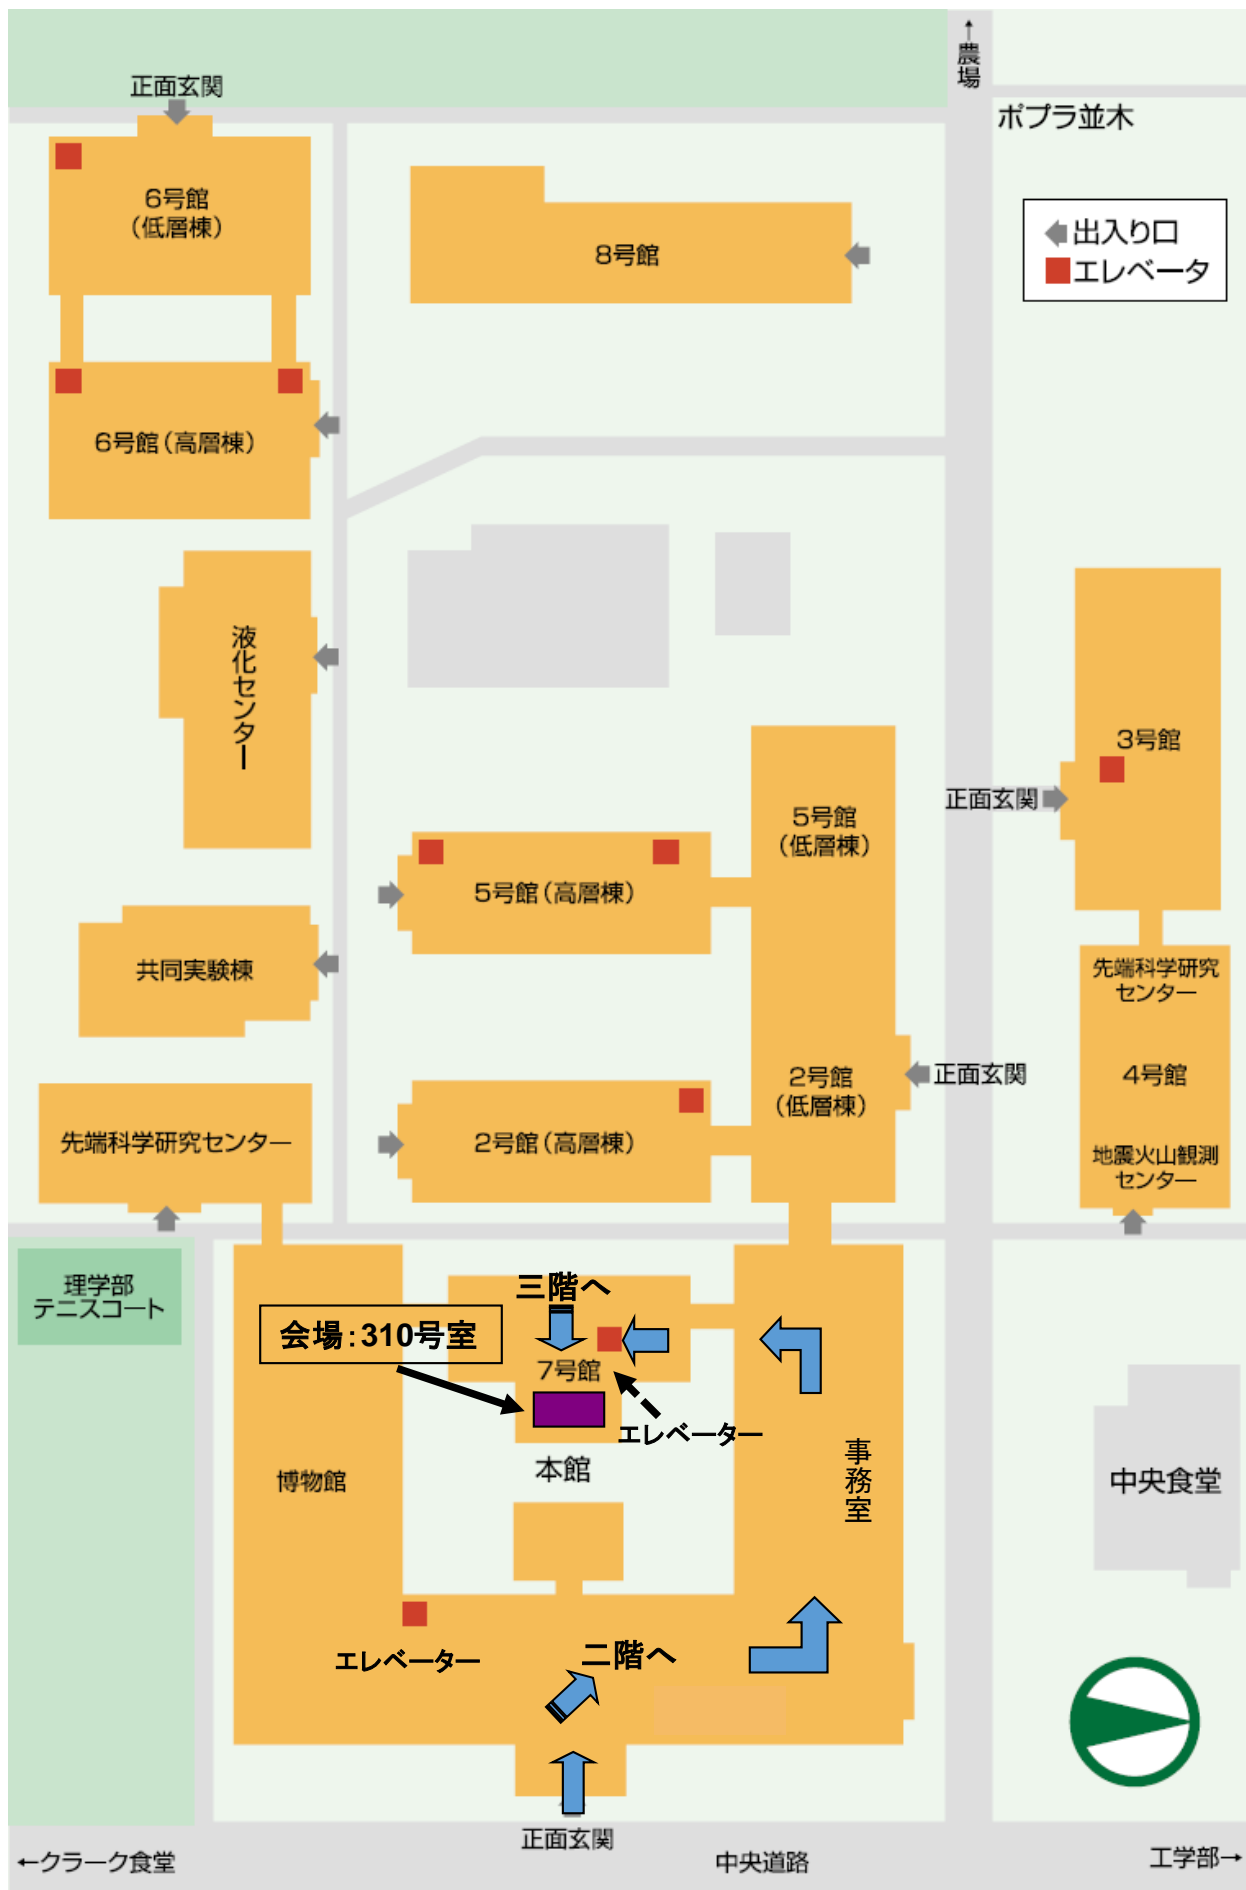 ↑農場
正面玄関
ポプラ並木
6号館
（低層棟）
8号館
出入り口
エレベータ
6号館（高層棟）
液化センター
3号館
正面玄関
5号館
（低層棟）
5号館（高層棟）
共同実験棟
先端科学研究
センター
4号館
正面玄関
2号館
（低層棟）
2号館（高層棟）
先端科学研究センター
地震火山観測
センター
理学部
テニスコート
三階へ
会場：310号室
7号館
エレベーター
本館
事務室
博物館
中央食堂
エレベーター
二階へ
正面玄関
←クラーク食堂
中央道路
工学部→